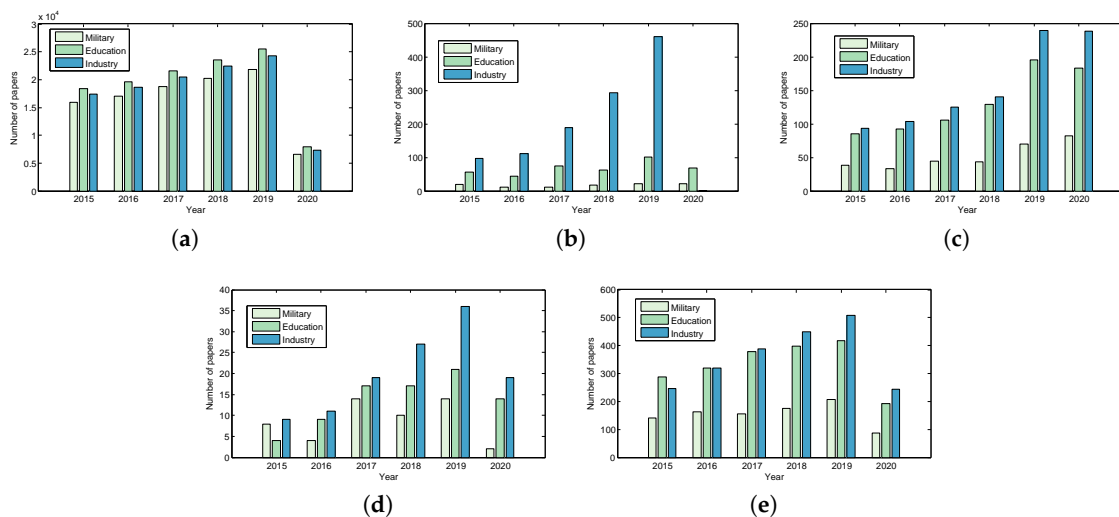 x 10⁴
3
2.5
2
1.5
1
0.5
0
Number of papers
Military
Education
Industry
2015 2016 2017 2018 2019 2020
Year
(a)
500
400
300
200
100
0
Number of papers
Military
Education
Industry
2015 2016 2017 2018 2019 2020
Year
(b)
250
200
150
100
50
0
Number of papers
Military
Education
Industry
2015 2016 2017 2018 2019 2020
Year
(c)
40
35
30
25
20
15
10
5
0
Number of papers
Military
Education
Industry
2015 2016 2017 2018 2019 2020
Year
(d)
600
500
400
300
200
100
0
Number of papers
Military
Education
Industry
2015 2016 2017 2018 2019 2020
Year
(e)